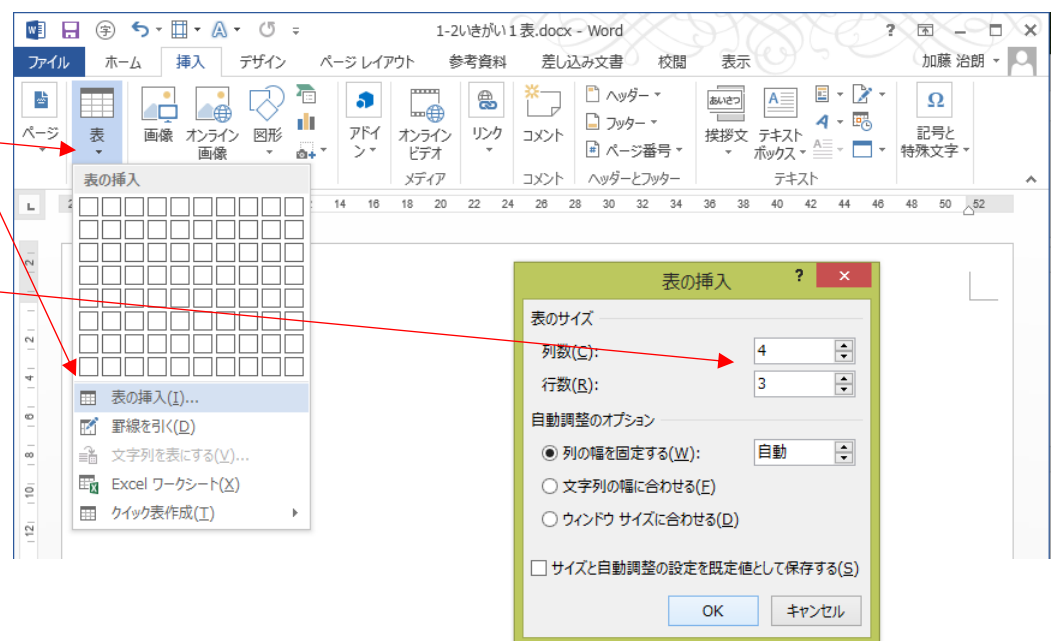 1-2いきがい１表.docx - Word
ファイル ホーム 挿入 デザイン ページ レイアウト 参考資料 差し込み文書 校閲 表示 加藤 治朗
ページ 表 画像 オンライン画像 図形 アドイン オンラインビデオ リンク コメント ヘッダー フッター ページ番号 あいさつ 挨拶文 テキストボックス 記号と特殊文字
メディア コメント ヘッダーとフッター テキスト
表の挿入
14 16 18 20 22 24 26 28 30 32 34 36 38 40 42 44 46 48 50 52
2
2
4
6
8
10
12
表の挿入(I)...
罫線を引く(D)
文字列を表にする(V)...
Excel ワークシート(X)
クイック表作成(T)
表の挿入 ? ×
表のサイズ
列数(C): 4
行数(R): 3
自動調整のオプション
列の幅を固定する(W): 自動
文字列の幅に合わせる(F)
ウィンドウ サイズに合わせる(D)
サイズと自動調整の設定を既定値として保存する(S)
OK キャンセル